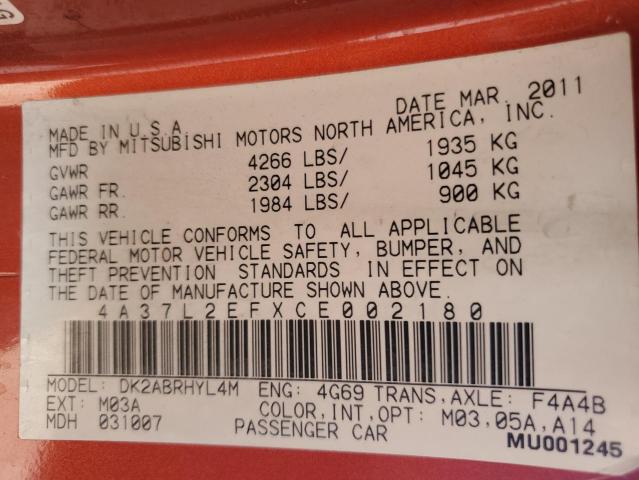 G
DATE MAR. 2011
MADE IN U.S.A
MFD BY MITSUBISHI MOTORS NORTH AMERICA, INC.
GVWR 4266 LBS/ 1935 KG
GAWR FR. 2304 LBS/ 1045 KG
GAWR RR. 1984 LBS/ 900 KG
THIS VEHICLE CONFORMS TO ALL APPLICABLE
FEDERAL MOTOR VEHICLE SAFETY, BUMPER, AND
THEFT PREVENTION STANDARDS IN EFFECT ON
THE DATE OF MANUFACTURE SHOWN ABOVE.
4A37L2EFXCE002180
MODEL: DK2ABRHYL4M ENG: 4G69 TRANS,AXLE: F4A4B
EXT: M03A COLOR,INT,OPT: M03,05A,A14
MDH 031007 PASSENGER CAR MU001245